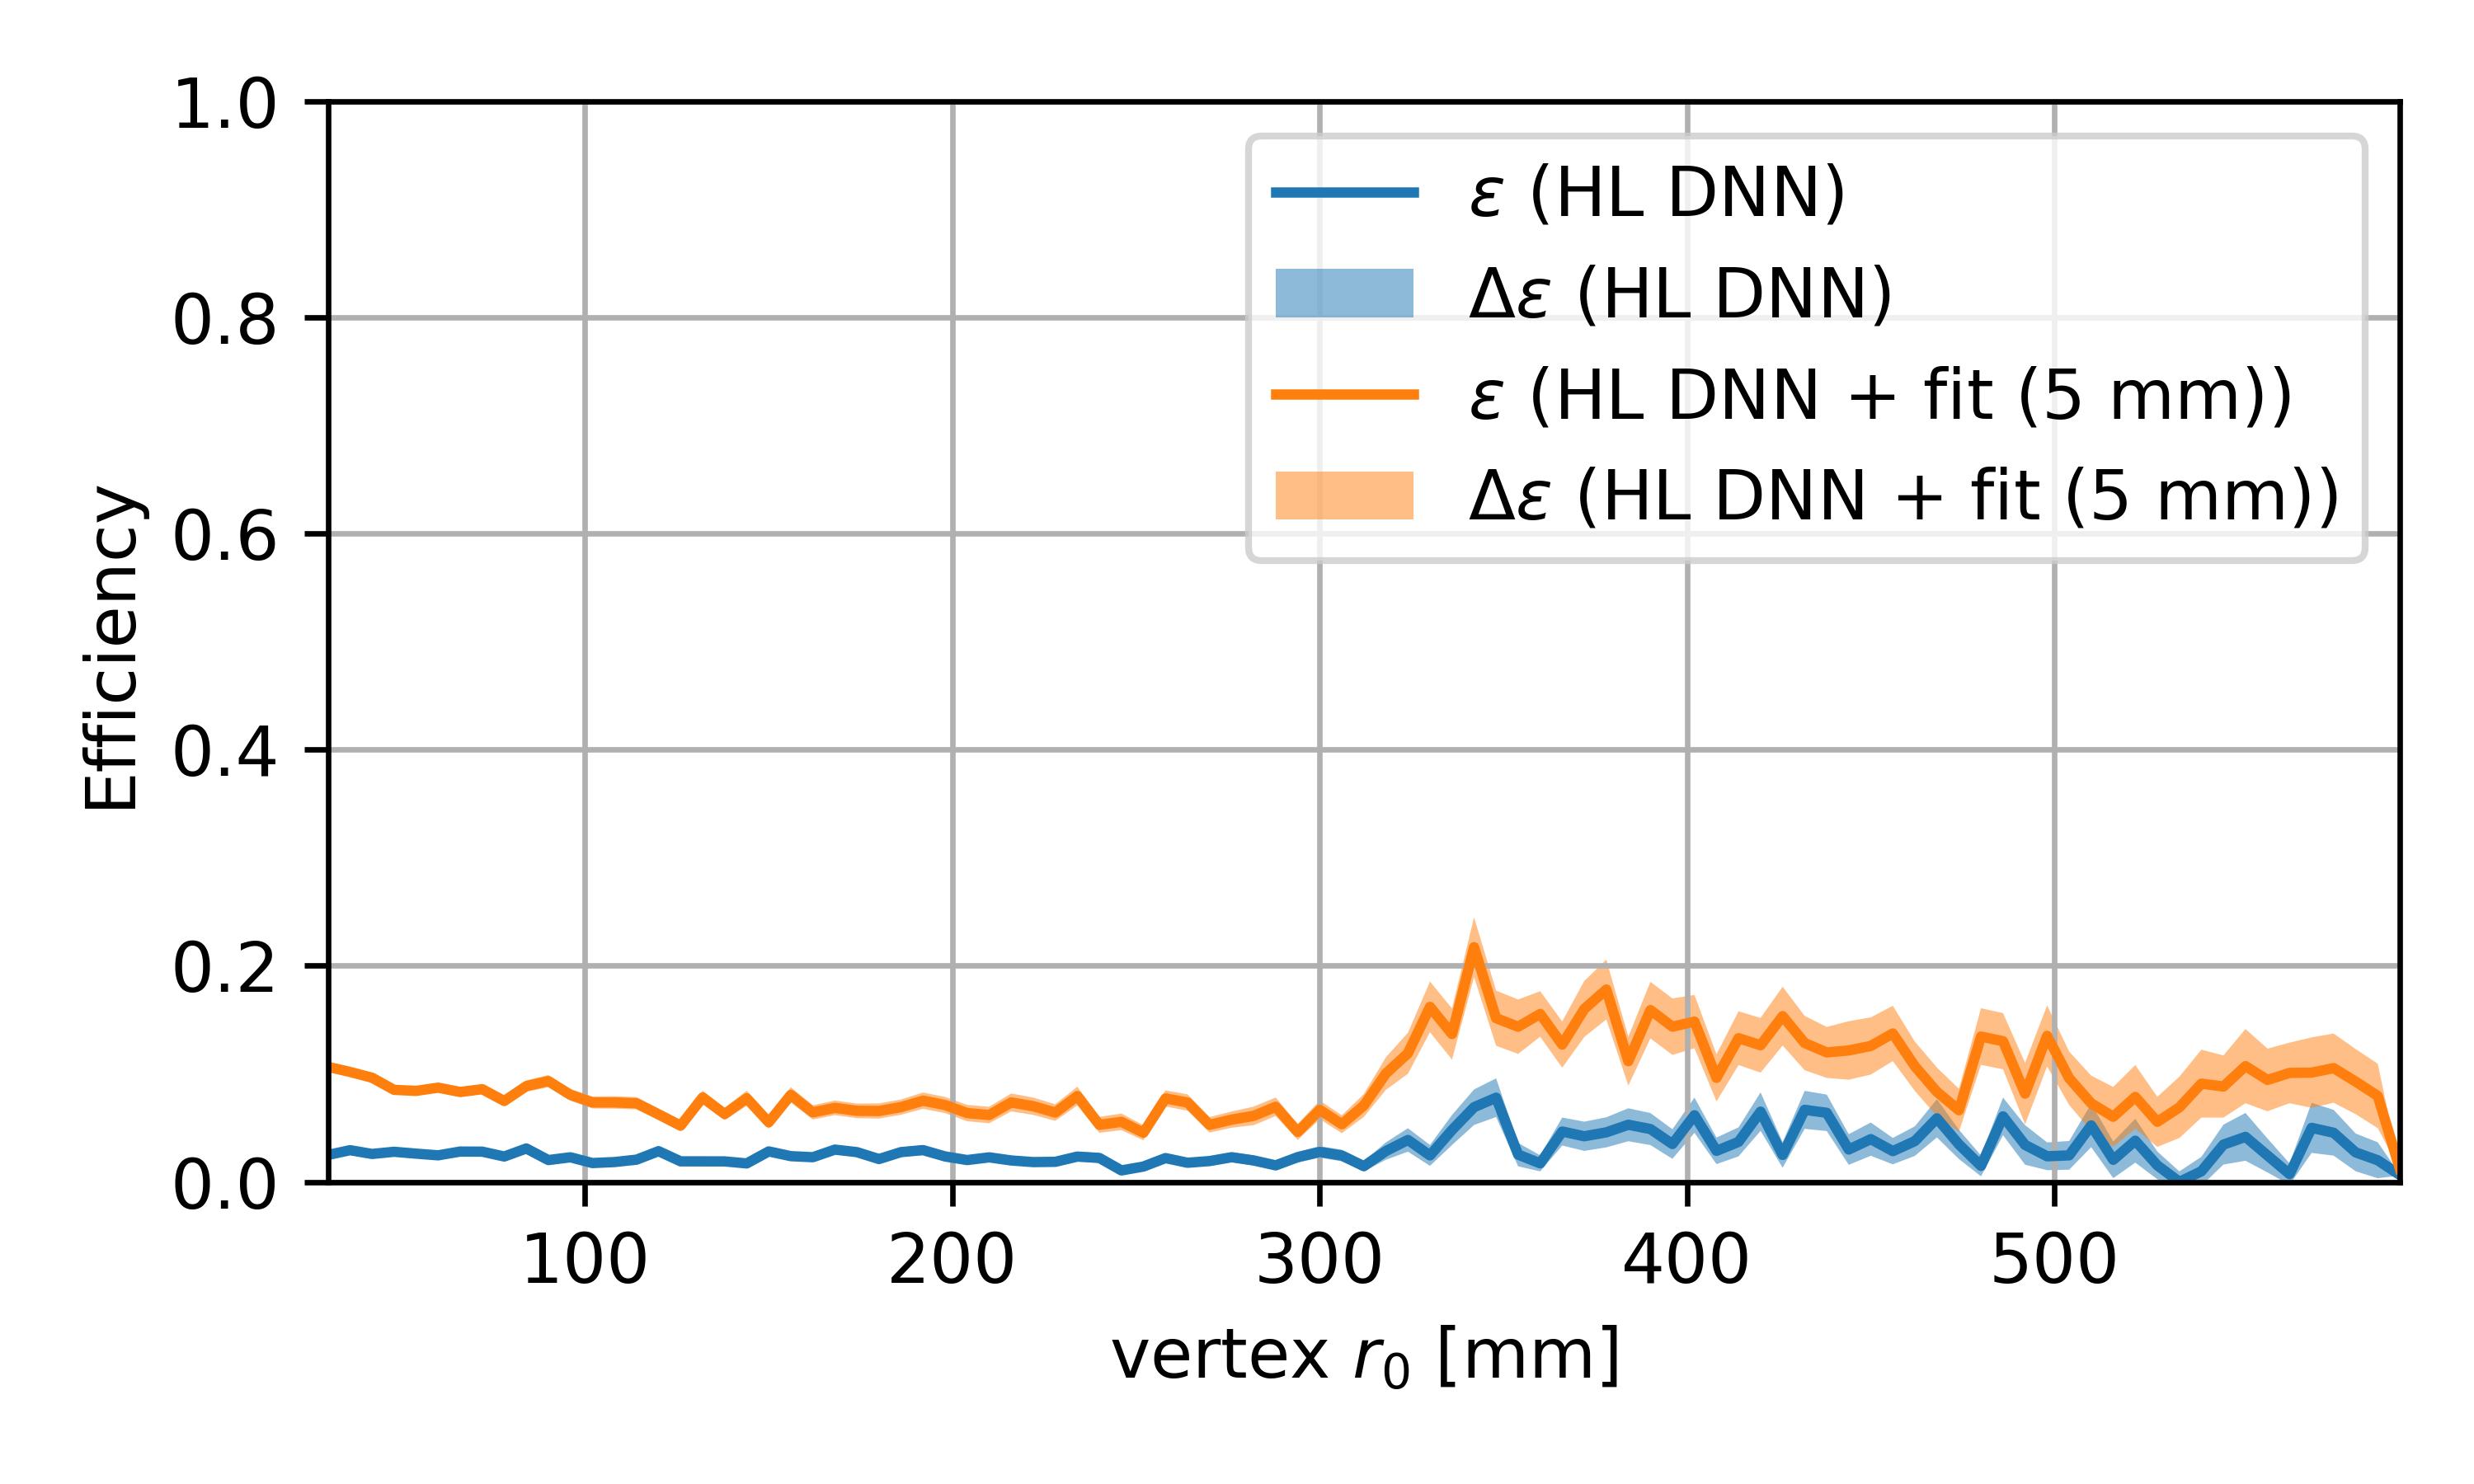 1.0
0.8
0.6
0.4
0.2
0.0
Efficiency
ε (HL DNN)
Δε (HL DNN)
ε (HL DNN + fit (5 mm))
Δε (HL DNN + fit (5 mm))
100 200 300 400 500
vertex r₀ [mm]